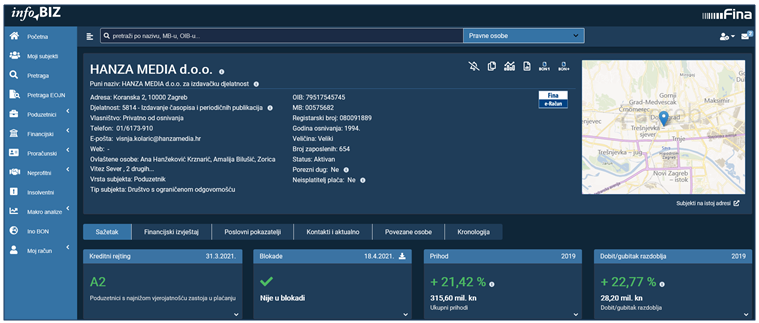 info.BIZ
Fina
Početna
Moji subjekti
Pretraga
Pretraga ECJN
Poduzetnici
Financijski
Proračunski
Neprofitni
Insolventni
Makro analize
Ino BON
Moj račun
pretraži po nazivu, MB-u, OIB-u...
Pravne osobe
HANZA MEDIA d.o.o.
BON1
BON+
Puni naziv: HANZA MEDIA d.o.o. za izdavačku djelatnost
Adresa: Koranska 2, 10000 Zagreb
Djelatnost: 5814 - Izdavanje časopisa i periodičnih publikacija
Vlasništvo: Privatno od osnivanja
Telefon: 01/6173-910
E-pošta: visnja.kolaric@hanzamedia.hr
Web: -
Ovlaštene osobe: Ana Hanžeković Krznarić, Amalija Bilušić, Zorica
Vitez Sever , 2 drugih...
Vrsta subjekta: Poduzetnik
Tip subjekta: Društvo s ograničenom odgovornošću
OIB: 79517545745
MB: 00575682
Registarski broj: 080091889
Godina osnivanja: 1994.
Veličina: Veliki
Broj zaposlenih: 654
Status: Aktivan
Porezni dug: Ne
Neisplatitelj plaća: Ne
Fina
e-Račun
Gornji
Grad-Medvescak
Maksimir
Trešnjevka
- sjever
Trešnjevka - jug
Novi Zagreb
- istok
Subjekti na istoj adresi
Sažetak
Financijski izvještaj
Poslovni pokazatelji
Kontakti i aktualno
Povezane osobe
Kronologija
Kreditni rejting 31.3.2021.
A2
Poduzetnici s najnižom vjerojatnošću zastoja u plaćanju
Blokade 18.4.2021.
Nije u blokadi
Prihod 2019
+ 21,42 %
315,60 mil. kn
Ukupni prihodi
Dobit/gubitak razdoblja 2019
+ 22,77 %
28,20 mil. kn
Dobit/gubitak razdoblja